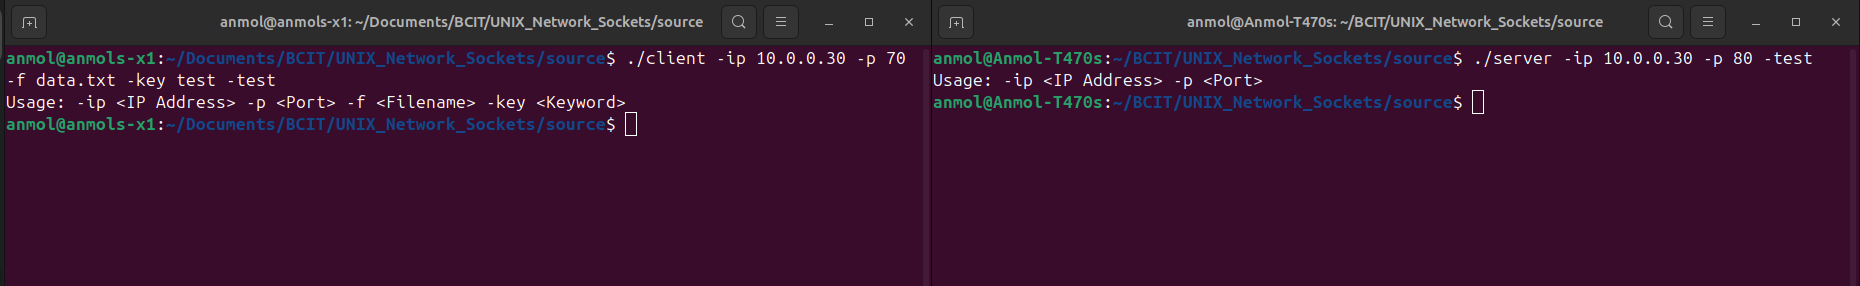 anmol@anmols-x1: ~/Documents/BCIT/UNIX_Network_Sockets/source
anmol@anmols-x1:~/Documents/BCIT/UNIX_Network_Sockets/source$ ./client -ip 10.0.0.30 -p 70
-f data.txt -key test -test
Usage: -ip <IP Address> -p <Port> -f <Filename> -key <Keyword>
anmol@anmols-x1:~/Documents/BCIT/UNIX_Network_Sockets/source$
anmol@Anmol-T470s: ~/BCIT/UNIX_Network_Sockets/source
anmol@Anmol-T470s:~/BCIT/UNIX_Network_Sockets/source$ ./server -ip 10.0.0.30 -p 80 -test
Usage: -ip <IP Address> -p <Port>
anmol@Anmol-T470s:~/BCIT/UNIX_Network_Sockets/source$